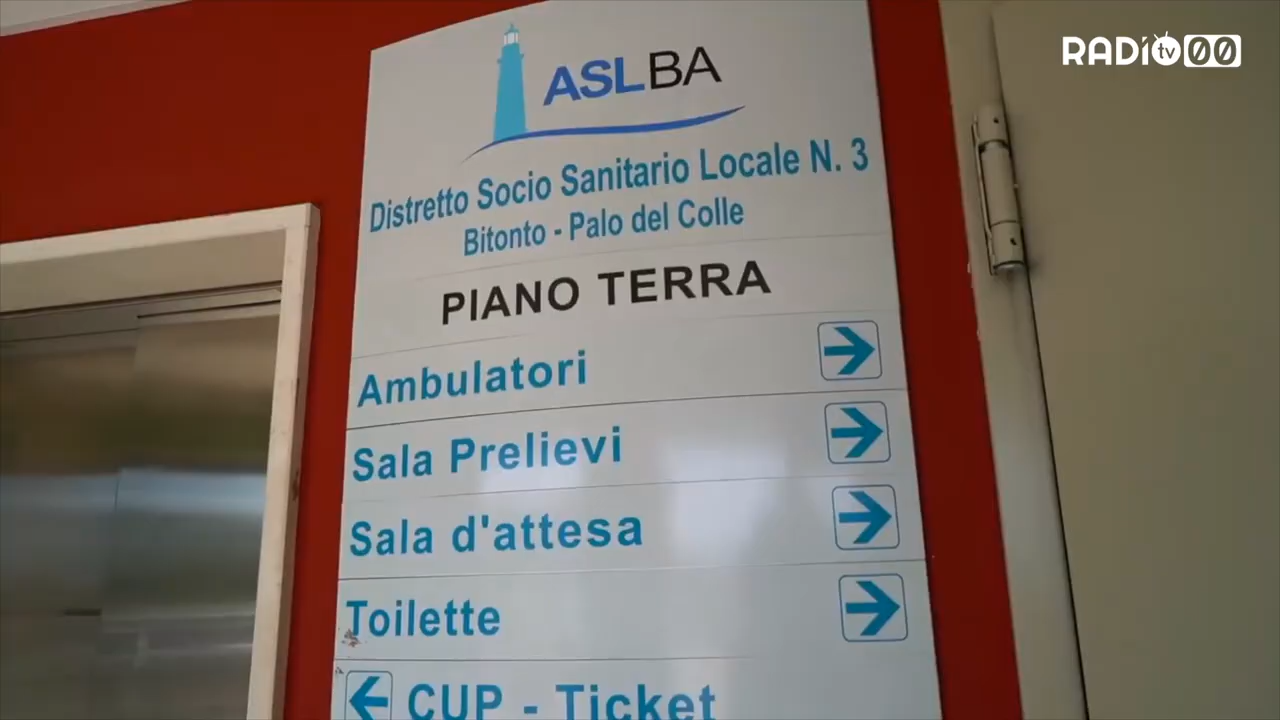 RADIO tv 00
ASLBA
Distretto Socio Sanitario Locale N. 3
Bitonto - Palo del Colle
PIANO TERRA
Ambulatori
Sala Prelievi
Sala d'attesa
Toilette
CUP - Ticket